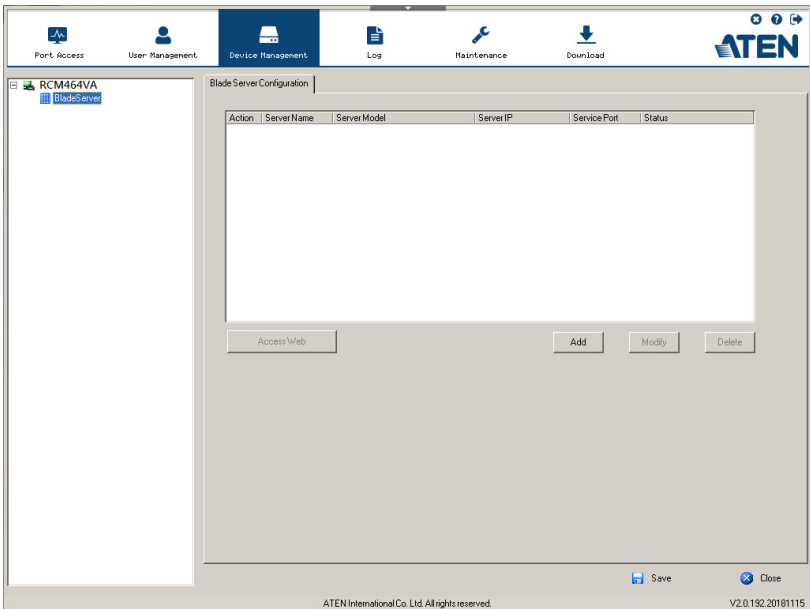 ATEN
Port Access User Management Device Management Log Maintenance Download
RCM464VA
BladeServer
Blade Server Configuration
Action Server Name Server Model Server IP Service Port Status
Access Web Add Modify Delete
Save Close
ATEN International Co. Ltd. All rights reserved. V2.0.192.20181115